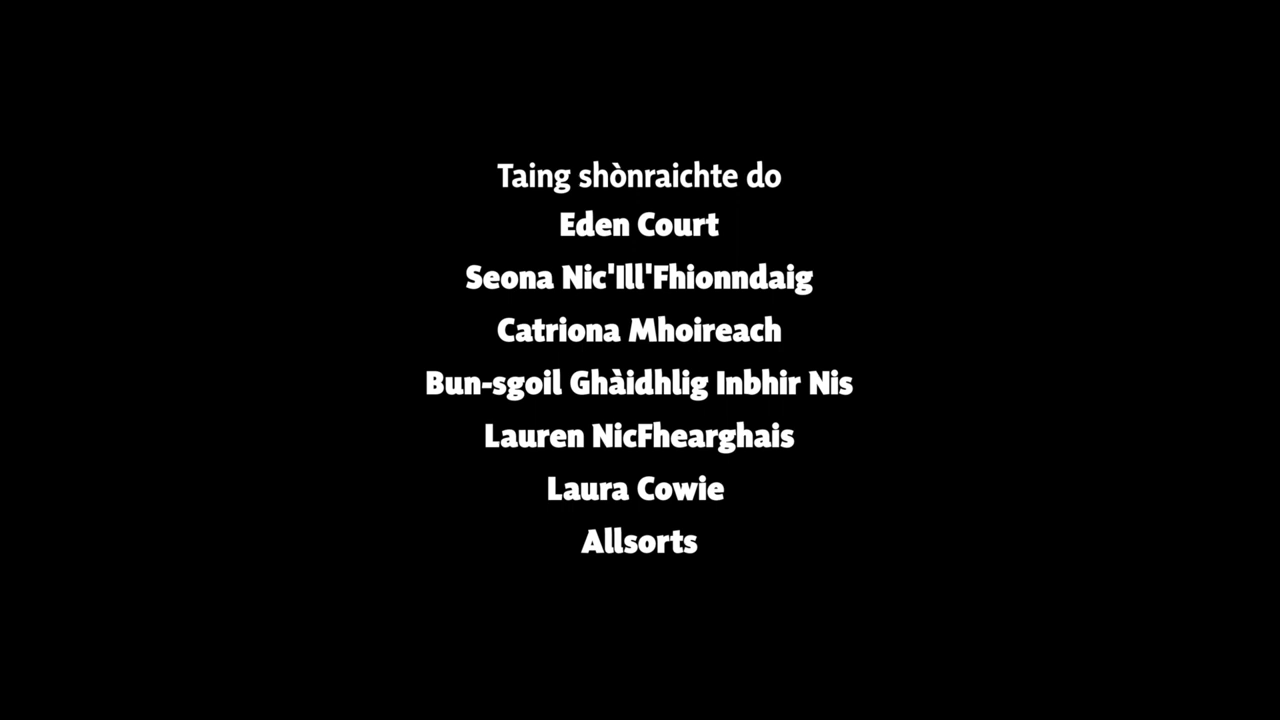 Taing shònraichte do
Eden Court
Seona Nic'Ill'Fhionndaig
Catriona Mhoireach
Bun-sgoil Ghàidhlig Inbhir Nis
Lauren NicFhearghais
Laura Cowie
Allsorts